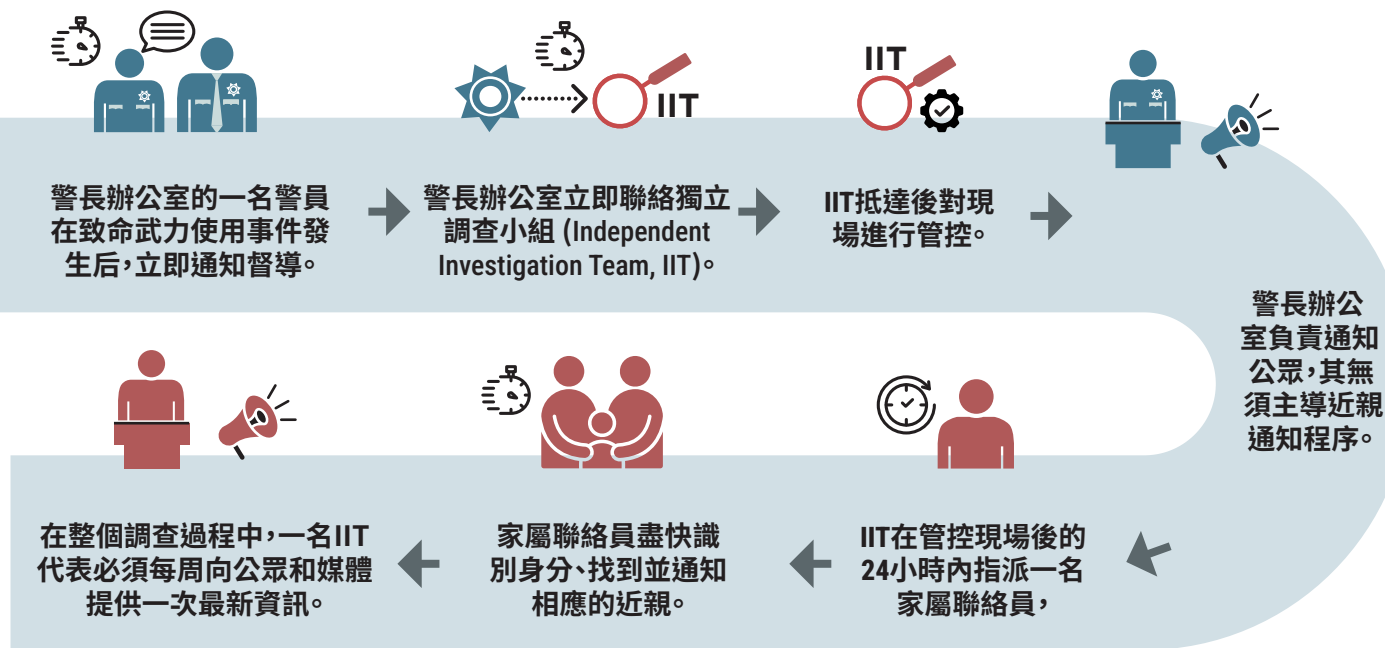 IIT
IIT
警長辦公室的一名警員
在致命武力使用事件發
生后，立即通知督導。
警長辦公室立即聯絡獨立
調查小組 (Independent
Investigation Team, IIT)。
IIT抵達後對現
場進行管控。
警長辦公
室負責通知
公眾，其無
須主導近親
通知程序。
IIT在管控現場後的
24小時內指派一名
家屬聯絡員，
家屬聯絡員盡快識
別身分、找到並通知
相應的近親。
在整個調查過程中，一名IIT
代表必須每周向公眾和媒體
提供一次最新資訊。